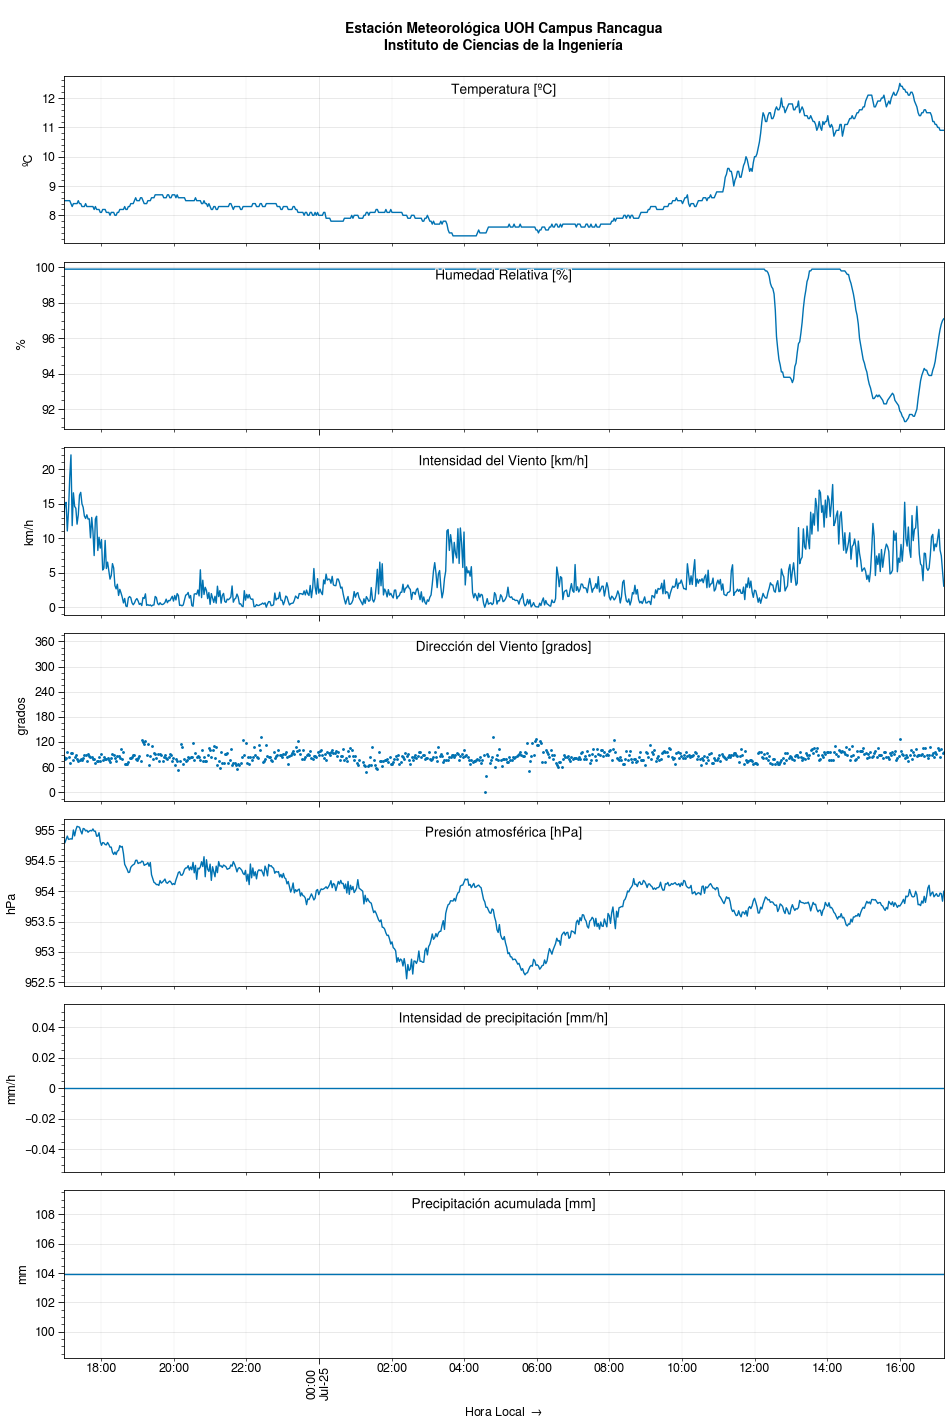 Estación Meteorológica UOH Campus Rancagua
Instituto de Ciencias de la Ingeniería
Temperatura [ºC]
12
11
10
9
8
ºC
Humedad Relativa [%]
100
98
96
94
92
%
Intensidad del Viento [km/h]
20
15
10
5
0
km/h
Dirección del Viento [grados]
360
300
240
180
120
60
0
grados
Presión atmosférica [hPa]
955
954.5
954
953.5
953
952.5
hPa
Intensidad de precipitación [mm/h]
0.04
0.02
0
−0.02
−0.04
mm/h
Precipitación acumulada [mm]
108
106
104
102
100
mm
18:00 20:00 22:00 00:00 02:00 04:00 06:00 08:00 10:00 12:00 14:00 16:00
Jul-25
Hora Local →